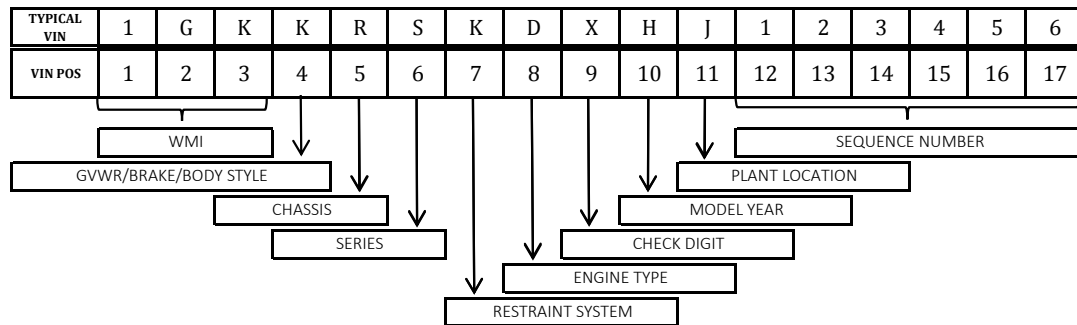 TYPICAL VIN 1 G K K R S K D X H J 1 2 3 4 5 6
VIN POS 1 2 3 4 5 6 7 8 9 10 11 12 13 14 15 16 17
WMI SEQUENCE NUMBER
GVWR/BRAKE/BODY STYLE PLANT LOCATION
CHASSIS MODEL YEAR
SERIES CHECK DIGIT
ENGINE TYPE
RESTRAINT SYSTEM